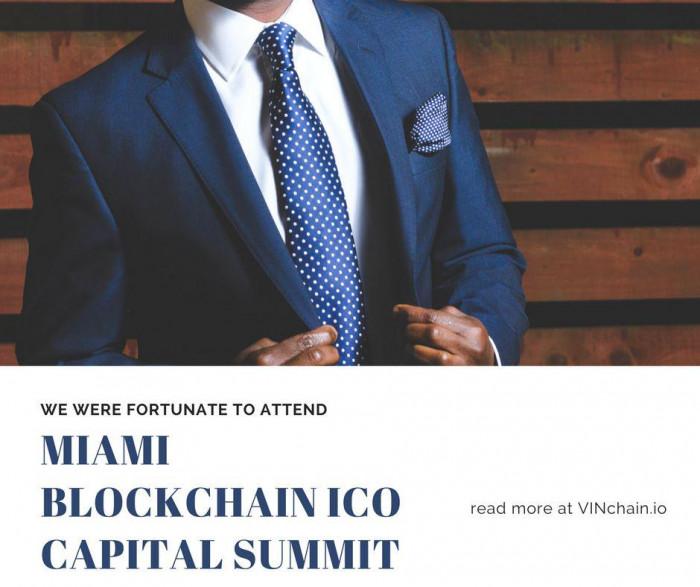 WE WERE FORTUNATE TO ATTEND
MIAMI
BLOCKCHAIN ICO
CAPITAL SUMMIT
read more at VINchain.io